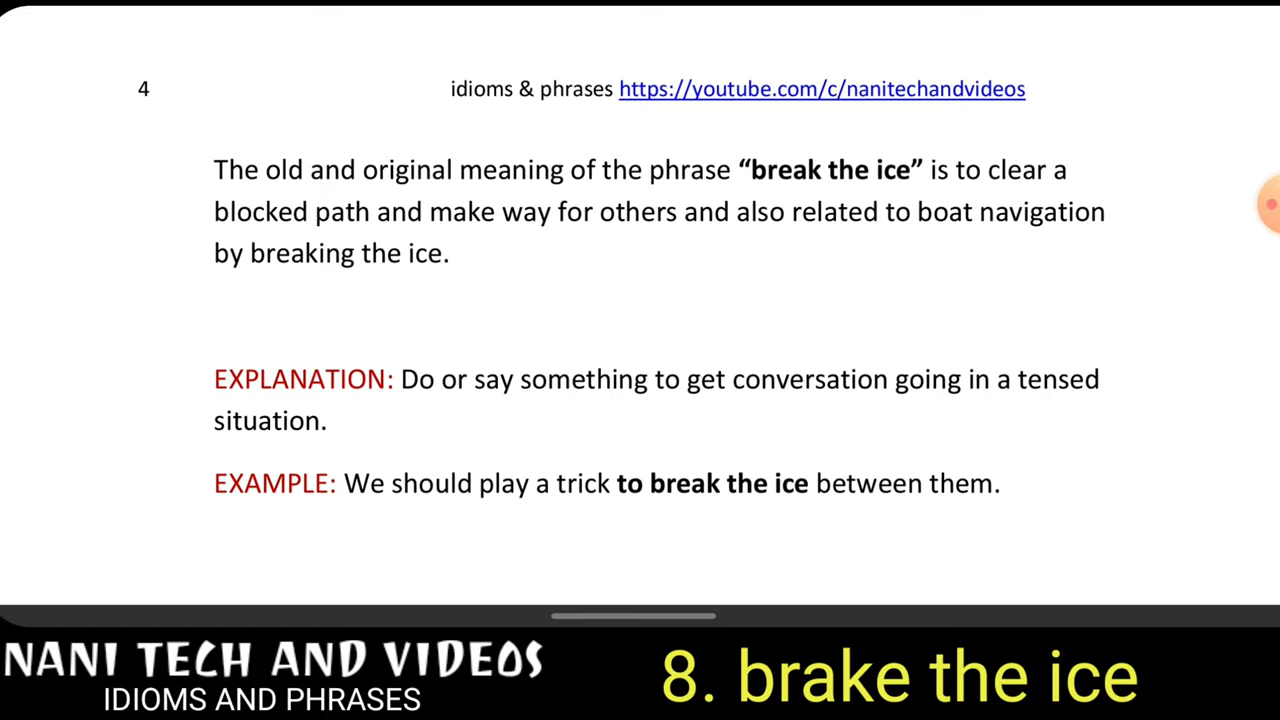 4 idioms & phrases https://youtube.com/c/nanitechandvideos
The old and original meaning of the phrase “break the ice” is to clear a
blocked path and make way for others and also related to boat navigation
by breaking the ice.
EXPLANATION: Do or say something to get conversation going in a tensed
situation.
EXAMPLE: We should play a trick to break the ice between them.
NANI TECH AND VIDEOS
IDIOMS AND PHRASES
8. brake the ice